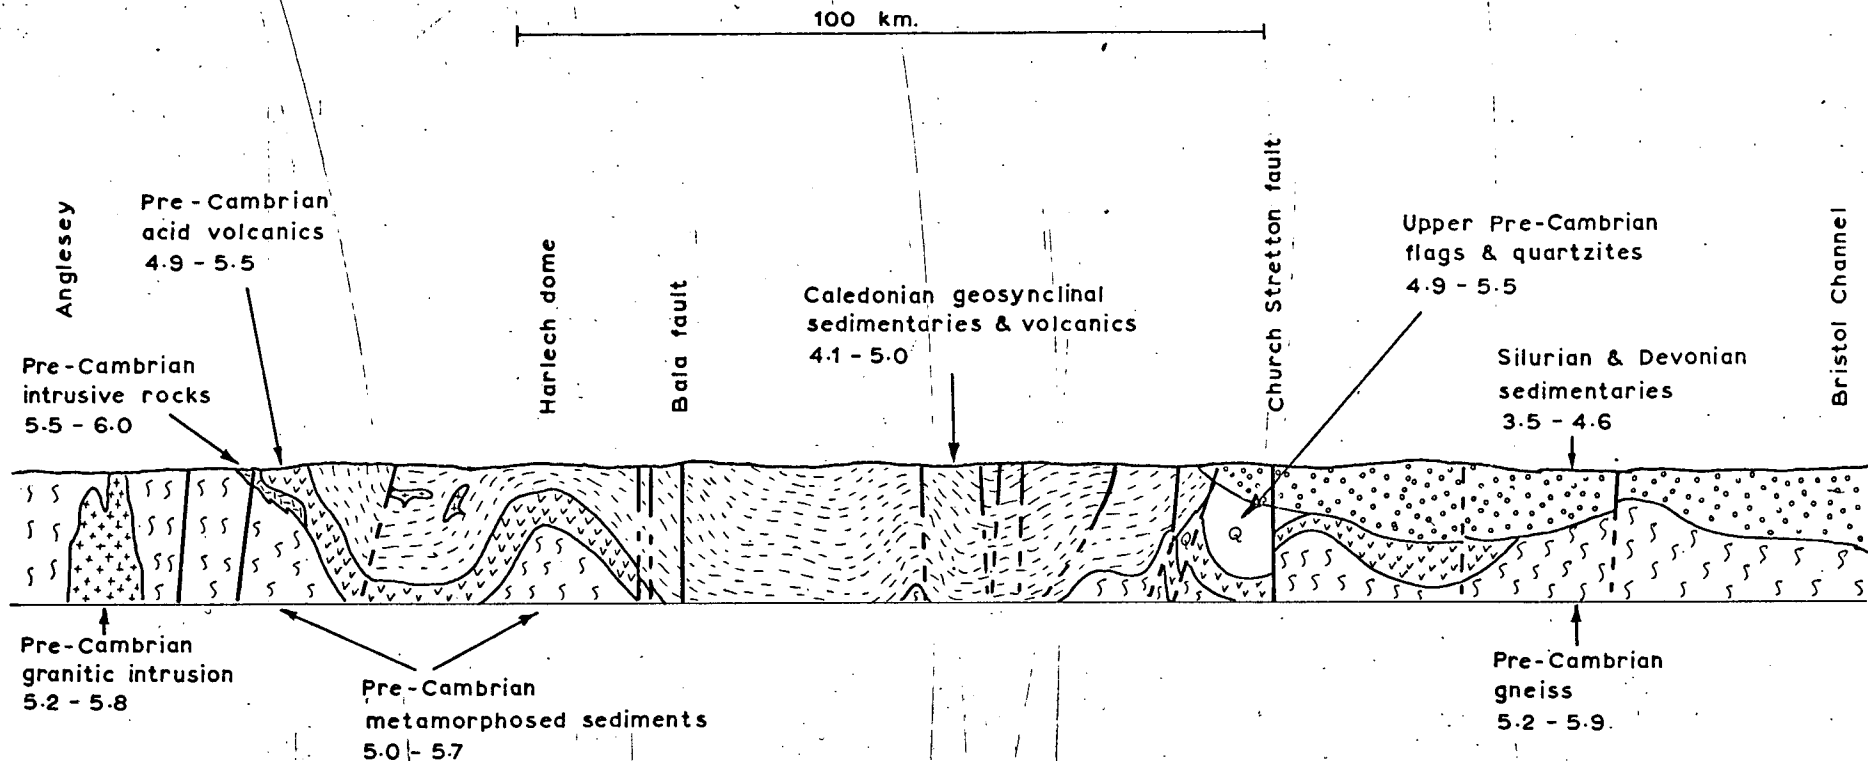 100 km.
Anglesey
Pre-Cambrian
acid volcanics
4.9 - 5.5
Pre-Cambrian
intrusive rocks
5.5 - 6.0
Harlech dome
Bala fault
Caledonian geosynclinal
sedimentaries & volcanics
4.1 - 5.0
Church Stretton fault
Upper Pre-Cambrian
flags & quartzites
4.9 - 5.5
Silurian & Devonian
sedimentaries
3.5 - 4.6
Bristol Channel
Q
Q
Pre-Cambrian
granitic intrusion
5.2 - 5.8
Pre-Cambrian
metamorphosed sediments
5.0 - 5.7
Pre-Cambrian
gneiss
5.2 - 5.9